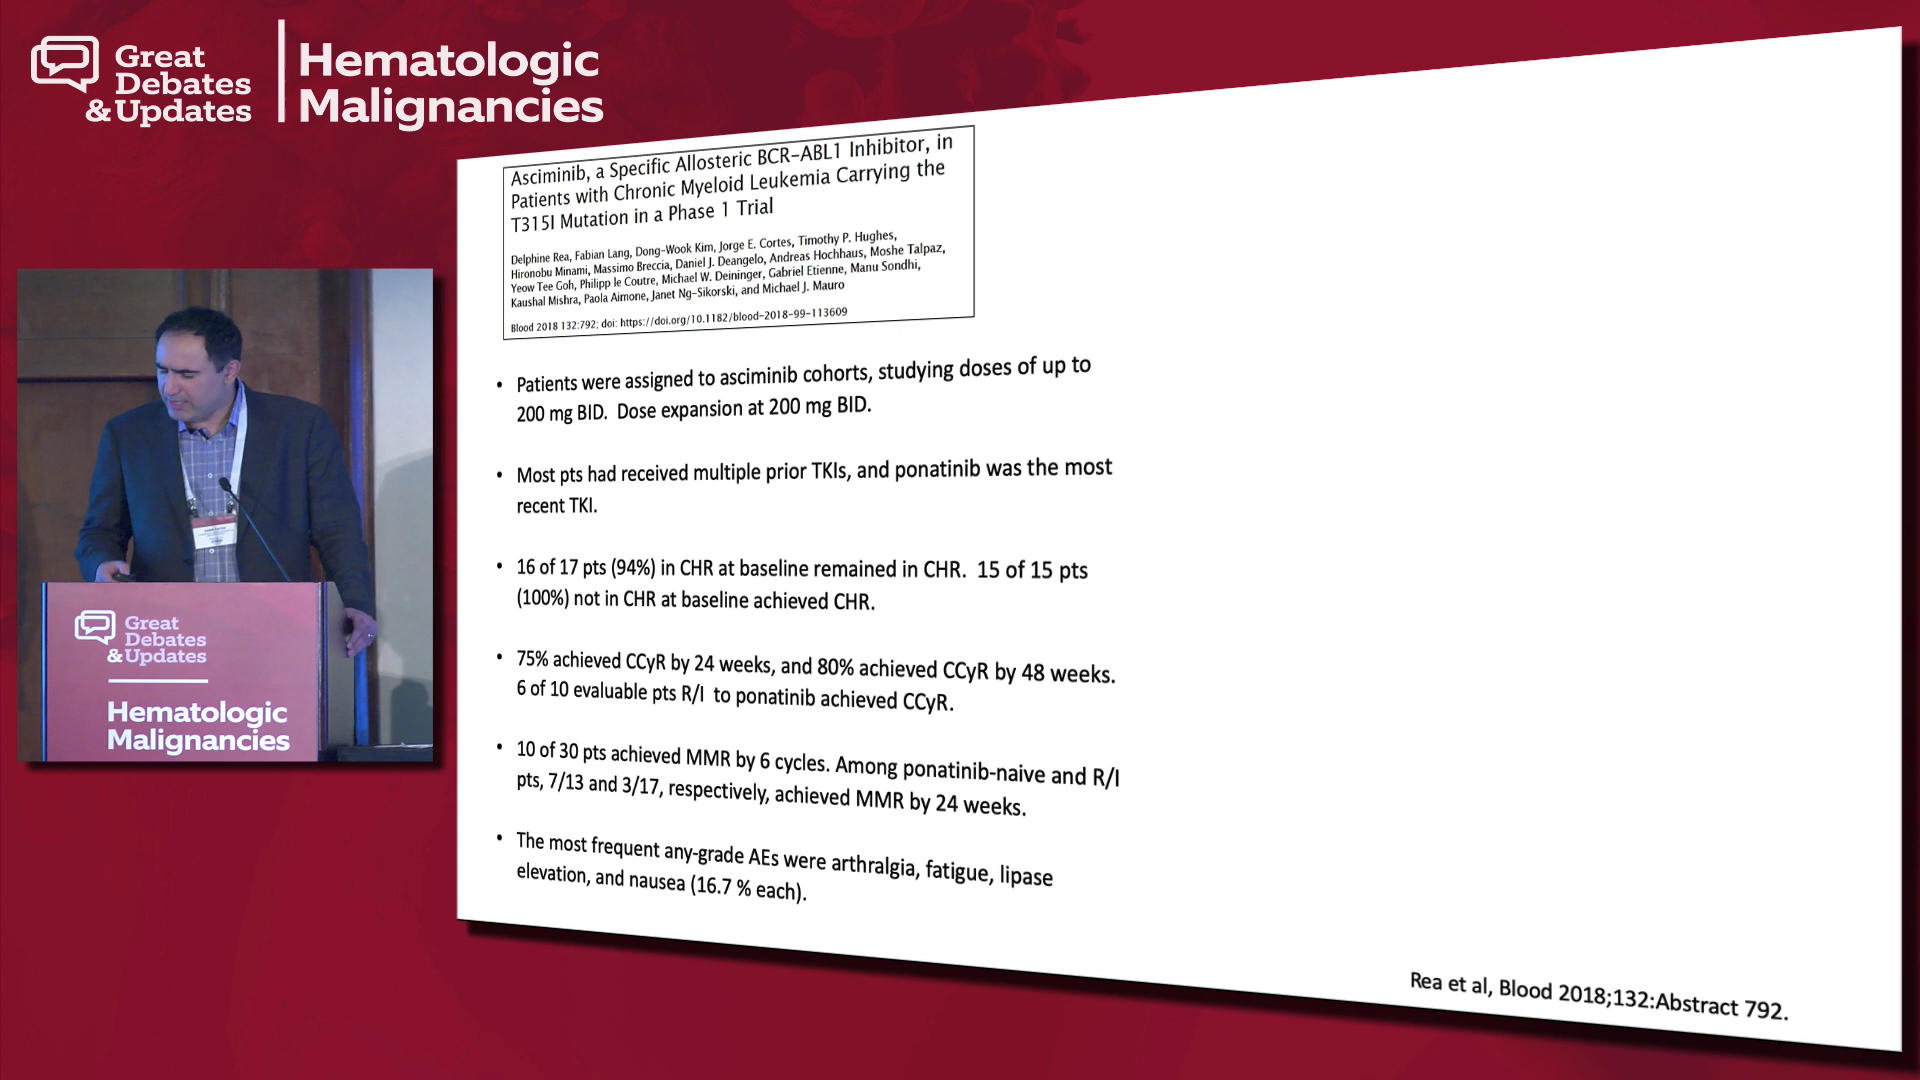 Great
Debates
& Updates
Hematologic
Malignancies
Asciminib, a Specific Allosteric BCR-ABL1 Inhibitor, in
Patients with Chronic Myeloid Leukemia Carrying the
T315I Mutation in a Phase 1 Trial
Delphine Rea, Fabian Lang, Dong-Wook Kim, Jorge E. Cortes, Timothy P. Hughes,
Hironobu Minami, Massimo Breccia, Daniel J. Deangelo, Andreas Hochhaus, Moshe Talpaz,
Yeow Tee Goh, Philipp le Coutre, Michael W. Deininger, Gabriel Etienne, Manu Sondhi,
Kaushal Mishra, Paola Aimone, Janet Ng-Sikorski, and Michael J. Mauro
Blood 2018 132:792; doi: https://doi.org/10.1182/blood-2018-99-113609
• Patients were assigned to asciminib cohorts, studying doses of up to
200 mg BID. Dose expansion at 200 mg BID.
• Most pts had received multiple prior TKIs, and ponatinib was the most
recent TKI.
• 16 of 17 pts (94%) in CHR at baseline remained in CHR. 15 of 15 pts
(100%) not in CHR at baseline achieved CHR.
• 75% achieved CCyR by 24 weeks, and 80% achieved CCyR by 48 weeks.
6 of 10 evaluable pts R/I to ponatinib achieved CCyR.
• 10 of 30 pts achieved MMR by 6 cycles. Among ponatinib-naive and R/I
pts, 7/13 and 3/17, respectively, achieved MMR by 24 weeks.
• The most frequent any-grade AEs were arthralgia, fatigue, lipase
elevation, and nausea (16.7 % each).
Rea et al, Blood 2018;132:Abstract 792.
Great
Debates
& Updates
Hematologic
Malignancies